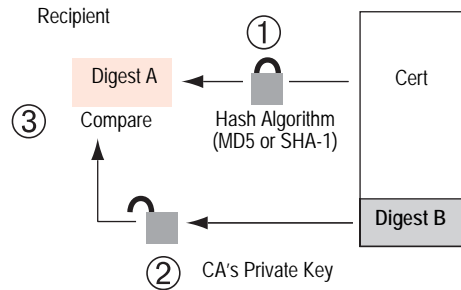 Recipient
①
Digest A
Cert
③
Compare
Hash Algorithm
(MD5 or SHA-1)
Digest B
②
CA's Private Key